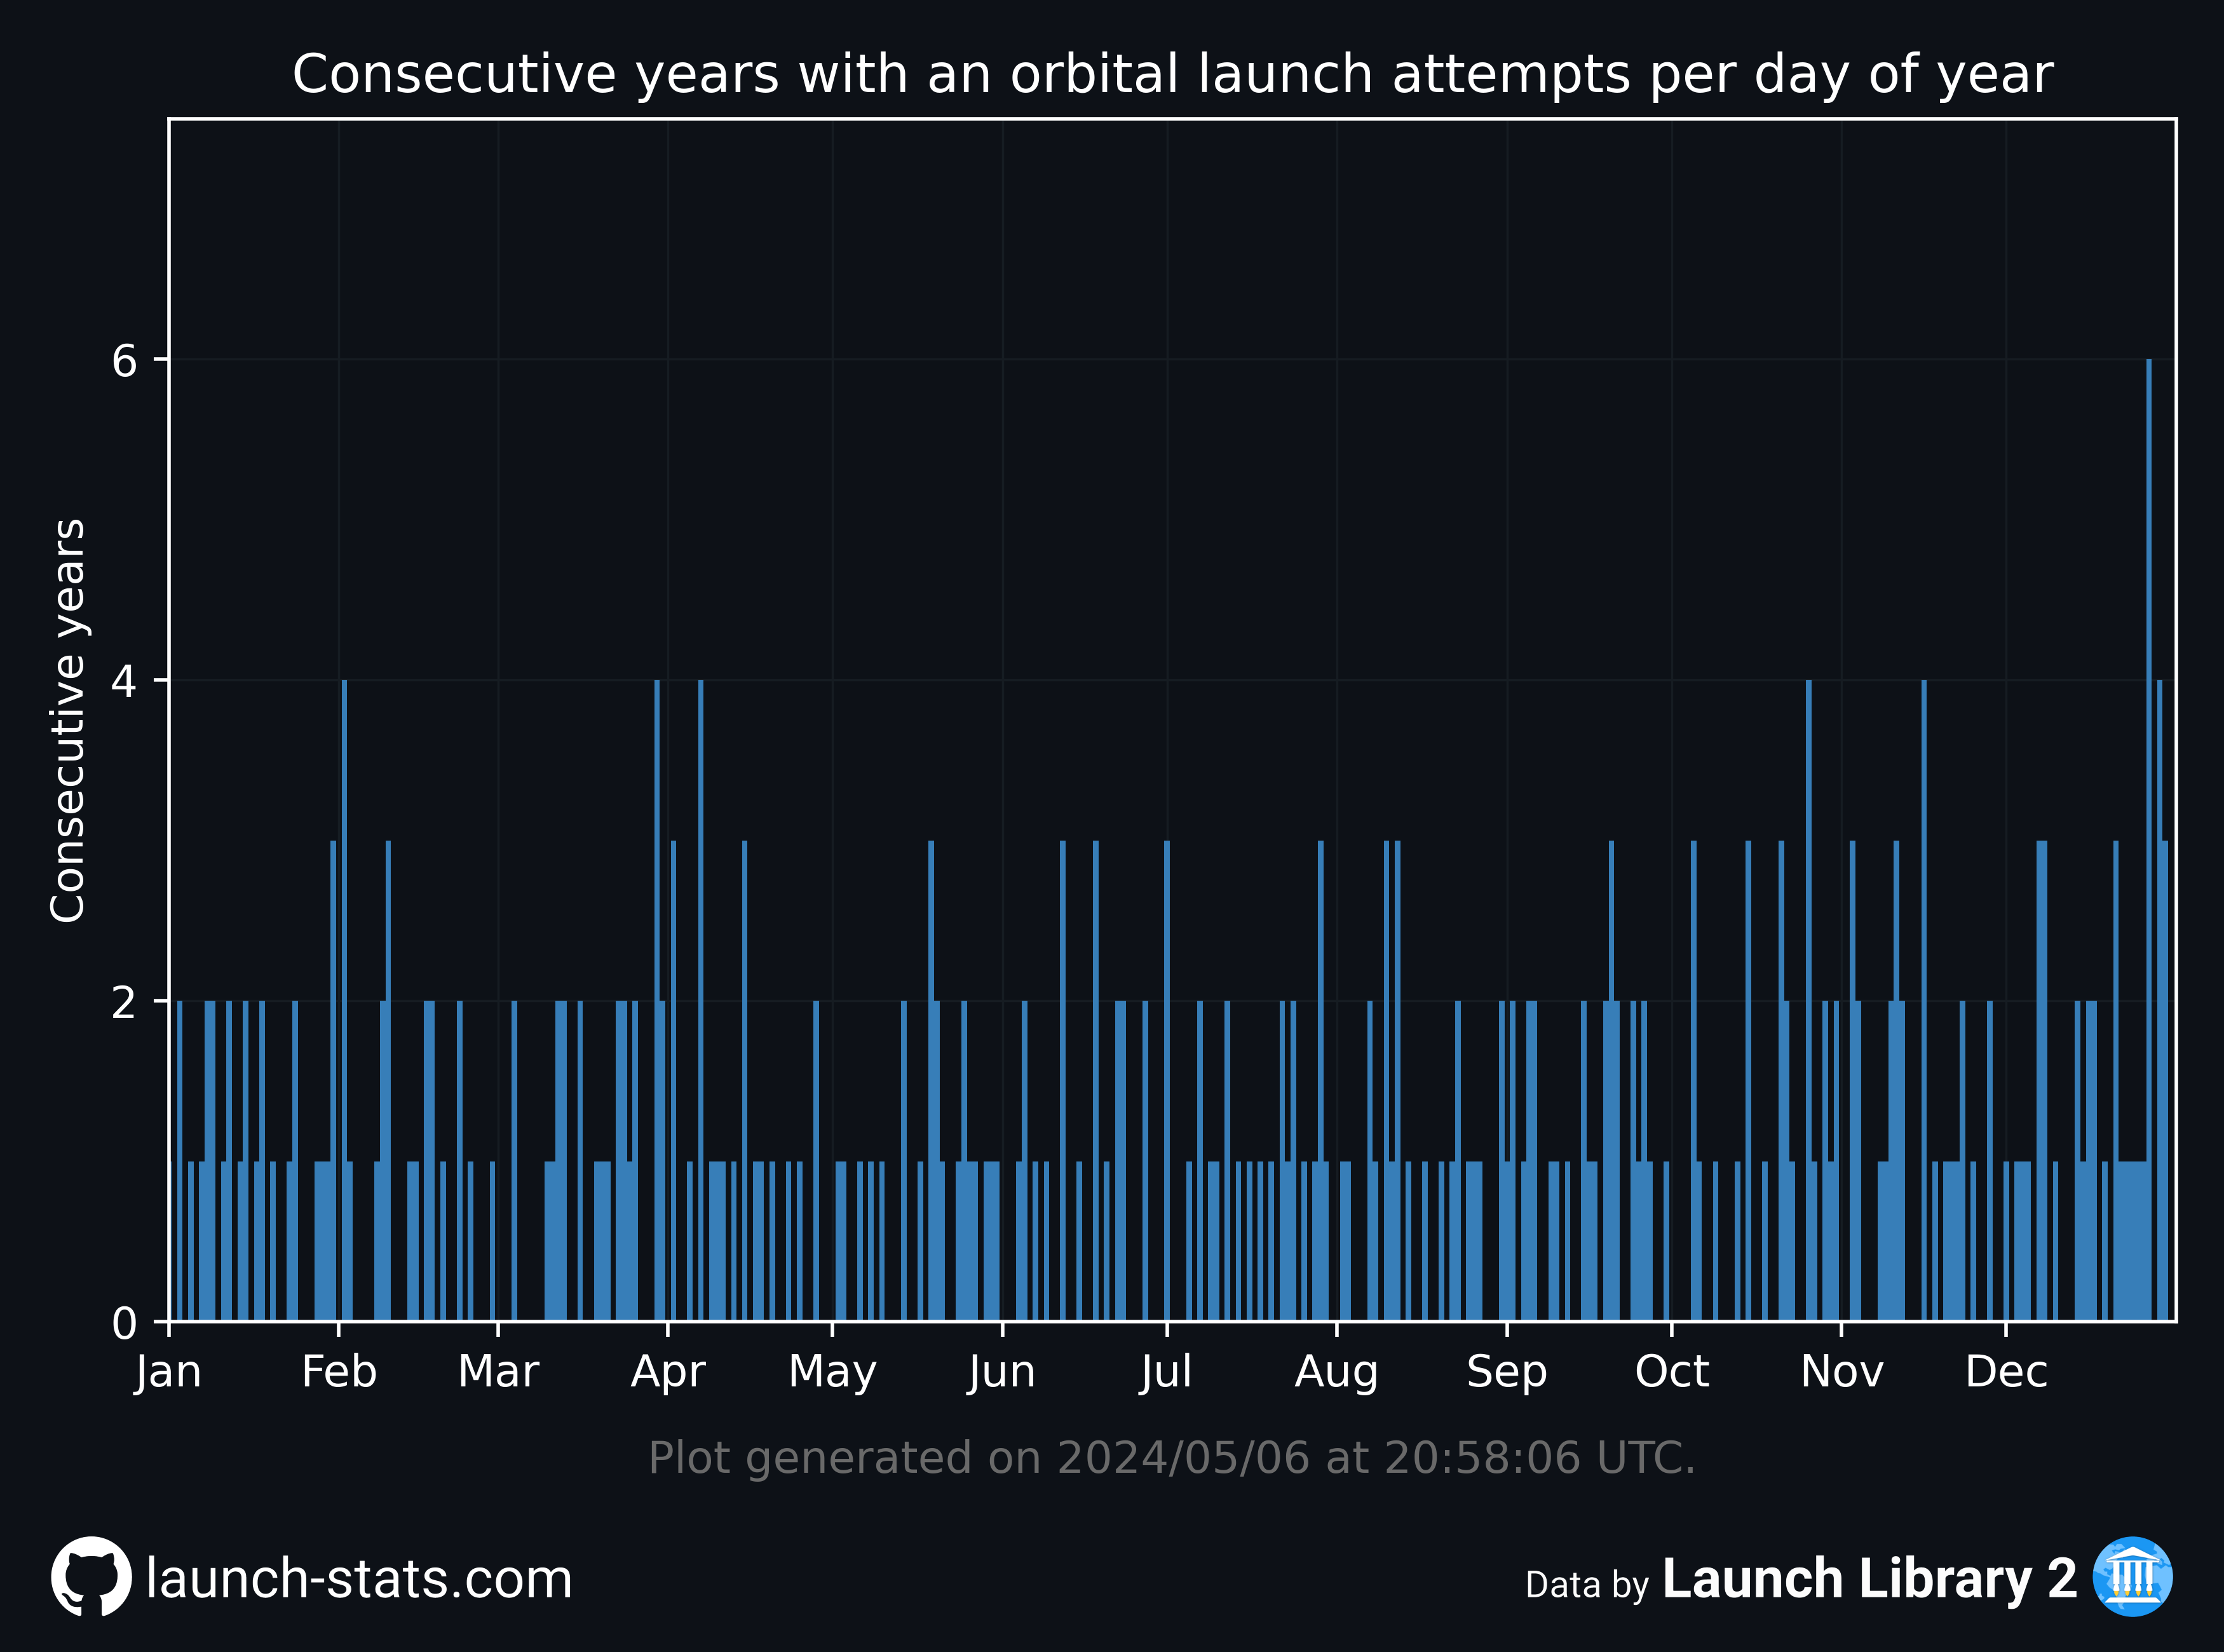 Consecutive years with an orbital launch attempts per day of year
Consecutive years
6
4
2
0
Jan Feb Mar Apr May Jun Jul Aug Sep Oct Nov Dec
Plot generated on 2024/05/06 at 20:58:06 UTC.
launch-stats.com
Data by Launch Library 2